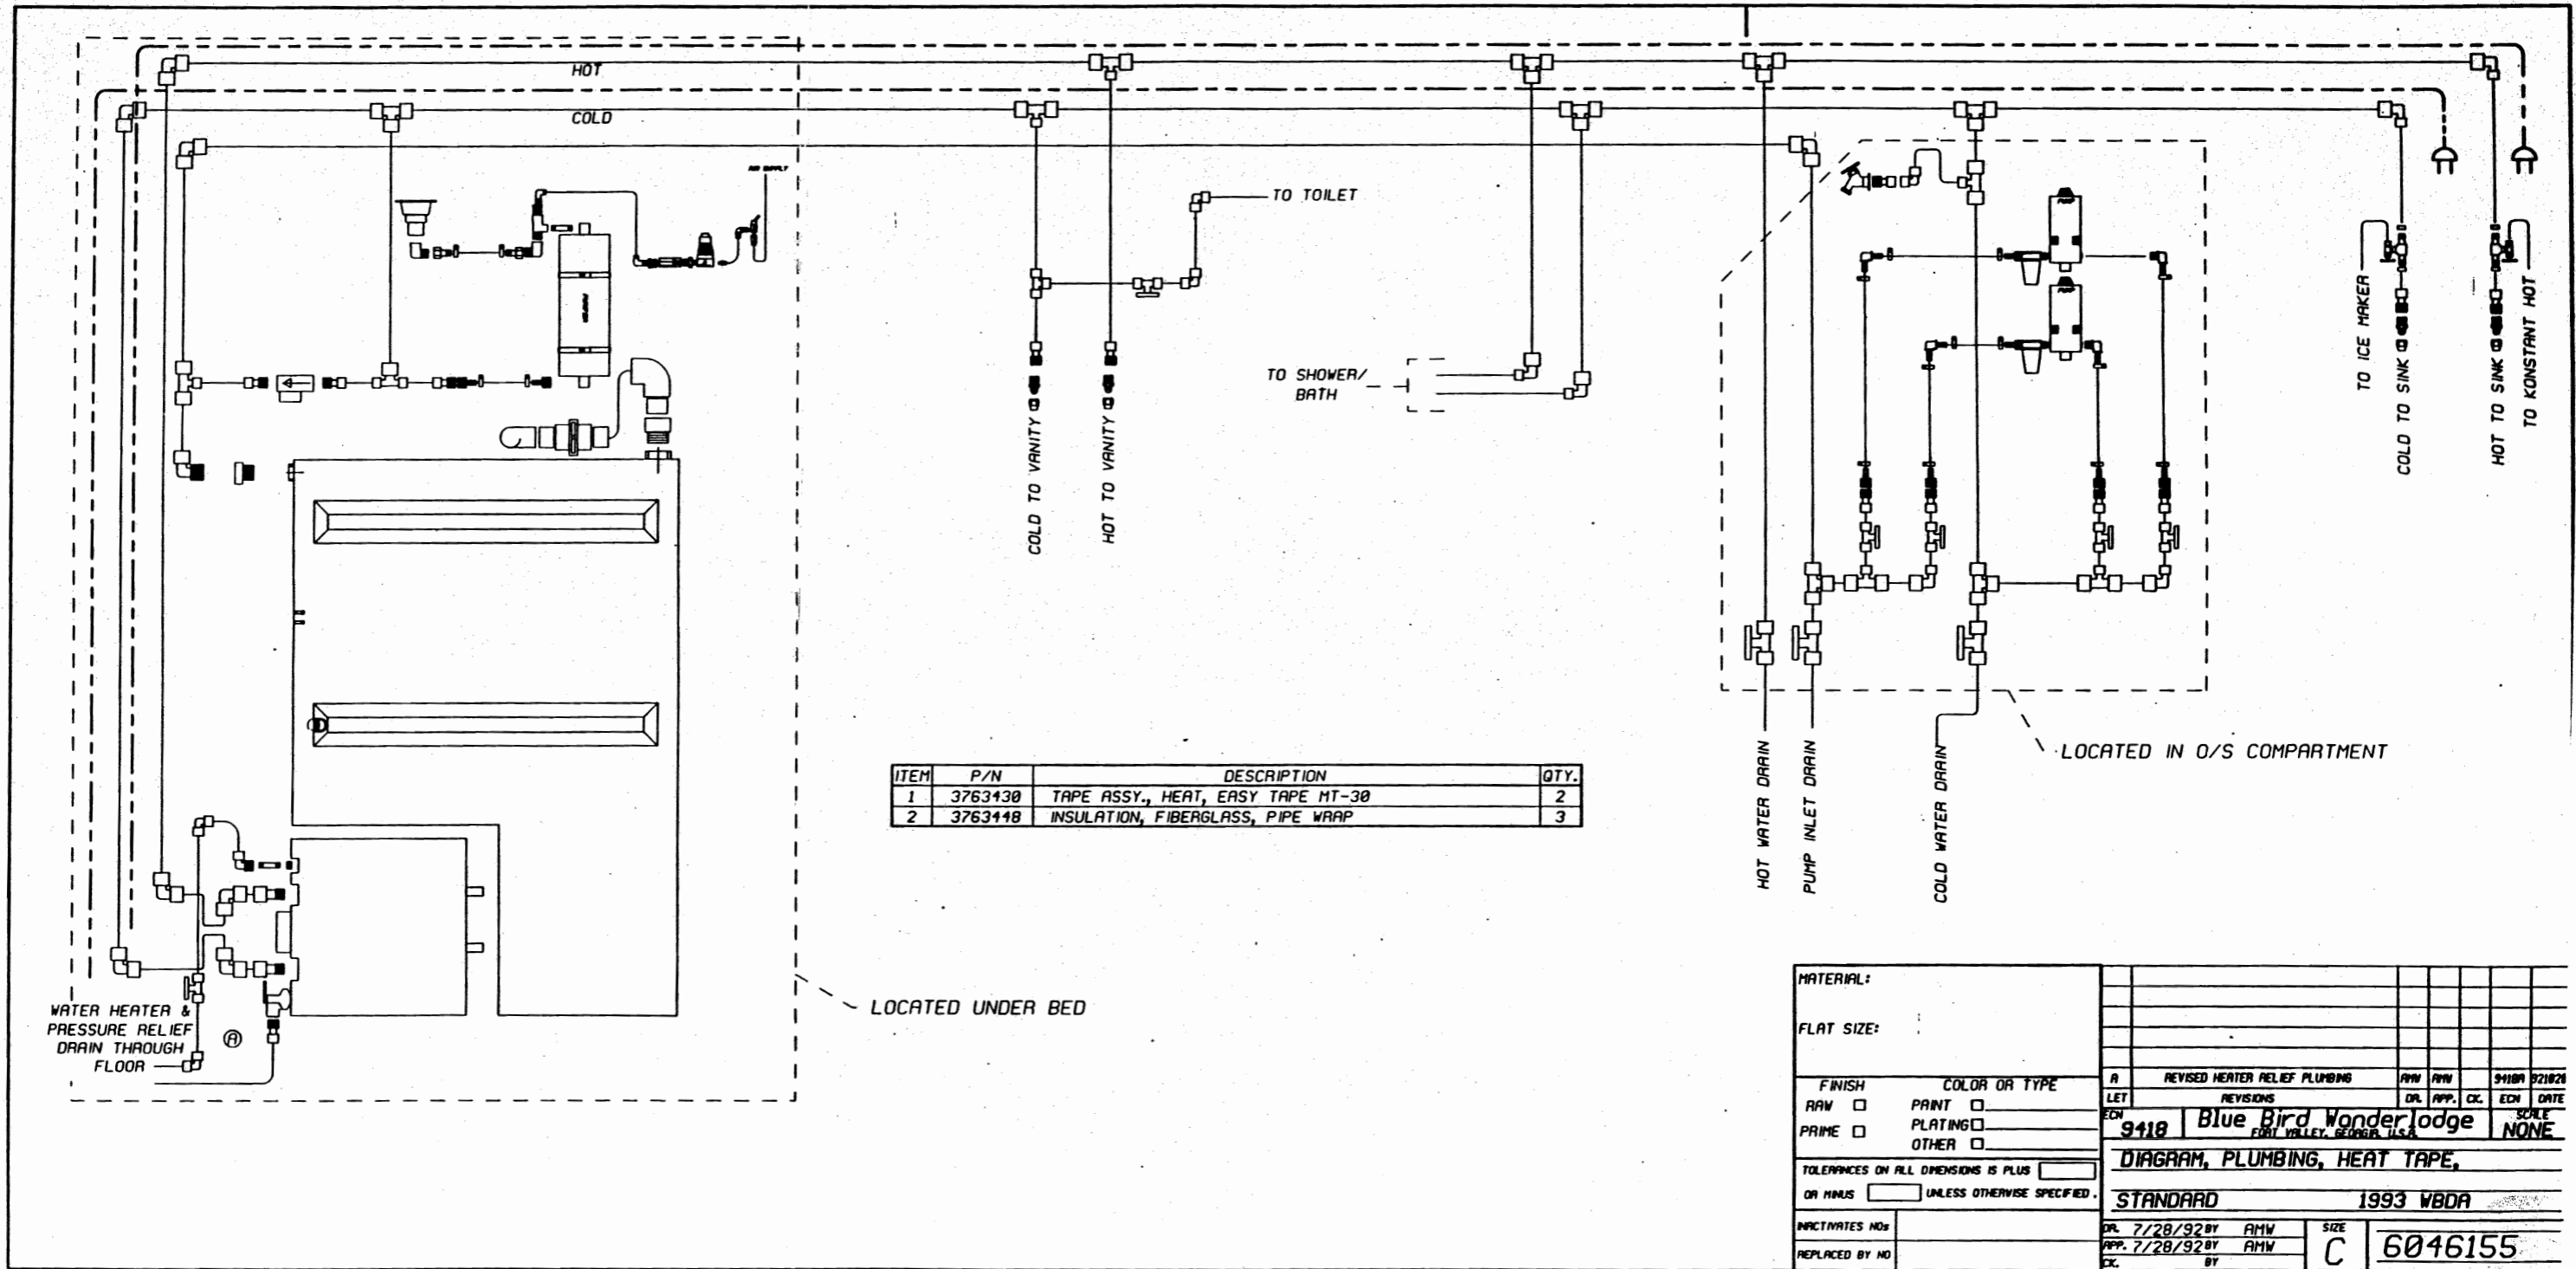 HOT
COLD
AIR SUPPLY
PURIFIER
TO TOILET
PUMP
PUMP
TO SHOWER/
BATH
COLD TO VANITY
HOT TO VANITY
TO ICE MAKER
COLD TO SINK
HOT TO SINK
TO KONSTANT HOT
HOT WATER DRAIN
PUMP INLET DRAIN
COLD WATER DRAIN
LOCATED IN O/S COMPARTMENT
ITEM P/N DESCRIPTION QTY.
1 3763430 TAPE ASSY., HEAT, EASY TAPE MT-30 2
2 3763448 INSULATION, FIBERGLASS, PIPE WRAP 3
LOCATED UNDER BED
WATER HEATER &
PRESSURE RELIEF
DRAIN THROUGH
FLOOR
A
MATERIAL:
FLAT SIZE:
FINISH COLOR OR TYPE
RAW PAINT
PRIME PLATING
OTHER
TOLERANCES ON ALL DIMENSIONS IS PLUS
OR MINUS UNLESS OTHERWISE SPECIFIED.
INACTIVATES NOs
REPLACED BY NO
A REVISED HEATER RELIEF PLUMBING AMW AMW 9418A 921028
LET REVISIONS DR. APP. CK. ECN DATE
ECN 9418 Blue Bird Wonderlodge SCALE NONE
FORT VALLEY, GEORGIA U.S.A.
DIAGRAM, PLUMBING, HEAT TAPE,
STANDARD 1993 WBDA
DR. 7/28/92 BY AMW SIZE C 6046155
APP. 7/28/92 BY AMW
CK. BY